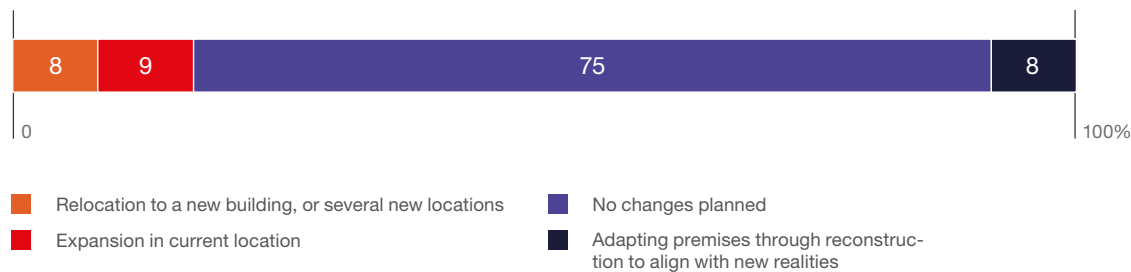 8 9 75 8
0 100%
Relocation to a new building, or several new locations
Expansion in current location
No changes planned
Adapting premises through reconstruc-
tion to align with new realities